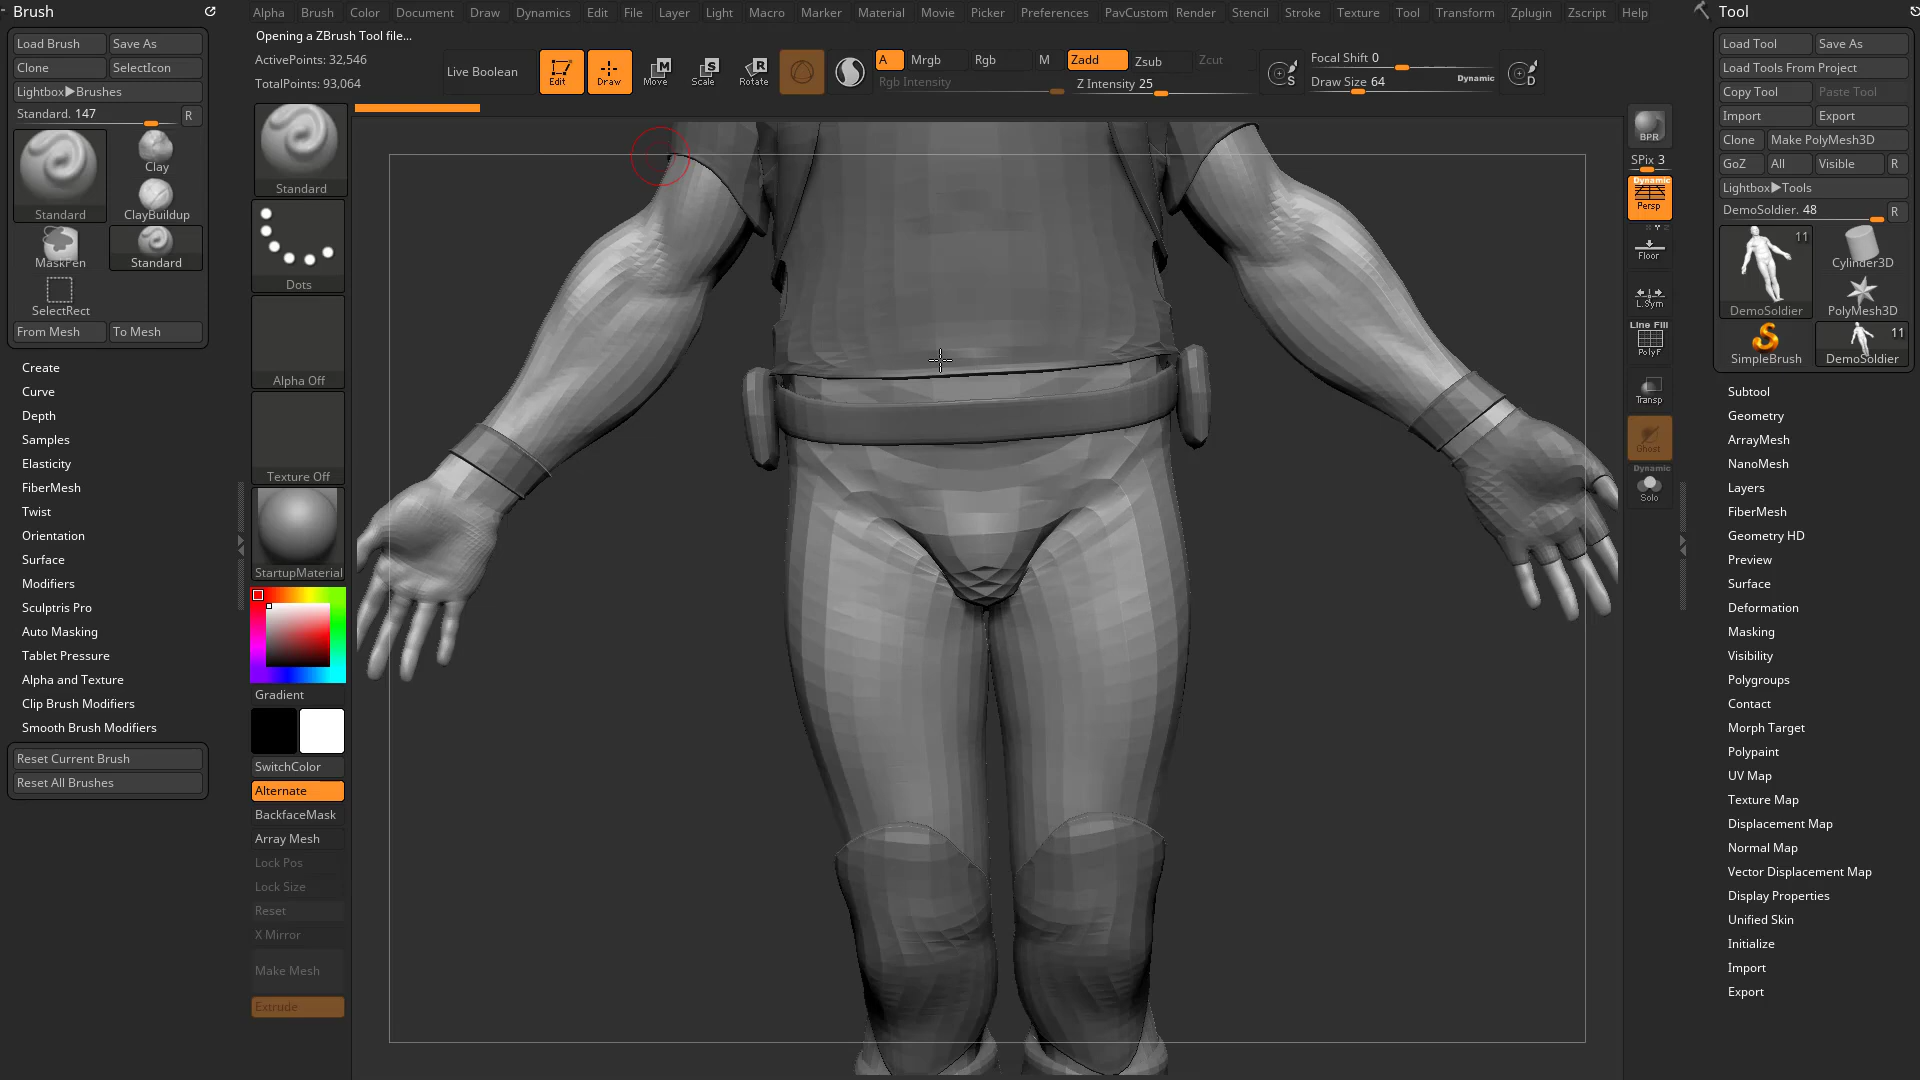 Brush
Alpha Brush Color Document Draw Dynamics Edit File Layer Light Macro Marker Material Movie Picker Preferences PavCustom Render Stencil Stroke Texture Tool Transform Zplugin Zscript Help
Tool
Load Brush Save As
Clone SelectIcon
Lightbox▶Brushes
Standard. 147 R
Standard
Clay
ClayBuildup
MaskPen
Standard
SelectRect
From Mesh To Mesh
Create
Curve
Depth
Samples
Elasticity
FiberMesh
Twist
Orientation
Surface
Modifiers
Sculptris Pro
Auto Masking
Tablet Pressure
Alpha and Texture
Clip Brush Modifiers
Smooth Brush Modifiers
Reset Current Brush
Reset All Brushes
Opening a ZBrush Tool file...
ActivePoints: 32,546
TotalPoints: 93,064
Live Boolean
Edit
Draw
Move
Scale
Rotate
A Mrgb Rgb M
Rgb Intensity
Zadd Zsub Zcut
Z Intensity 25
S
Focal Shift 0
Draw Size 64
Dynamic
D
Standard
Dots
Alpha Off
Texture Off
StartupMaterial
Gradient
SwitchColor
Alternate
BackfaceMask
Array Mesh
Lock Pos
Lock Size
Reset
X Mirror
Make Mesh
Extrude
BPR
SPix 3
Dynamic
Persp
Floor
L.Sym
Line Fill
PolyF
Transp
Ghost
Dynamic
Solo
Load Tool Save As
Load Tools From Project
Copy Tool Paste Tool
Import Export
Clone Make PolyMesh3D
GoZ All Visible R
Lightbox▶Tools
DemoSoldier. 48 R
11
DemoSoldier
Cylinder3D
PolyMesh3D
SimpleBrush
11
DemoSoldier
Subtool
Geometry
ArrayMesh
NanoMesh
Layers
FiberMesh
Geometry HD
Preview
Surface
Deformation
Masking
Visibility
Polygroups
Contact
Morph Target
Polypaint
UV Map
Texture Map
Displacement Map
Normal Map
Vector Displacement Map
Display Properties
Unified Skin
Initialize
Import
Export